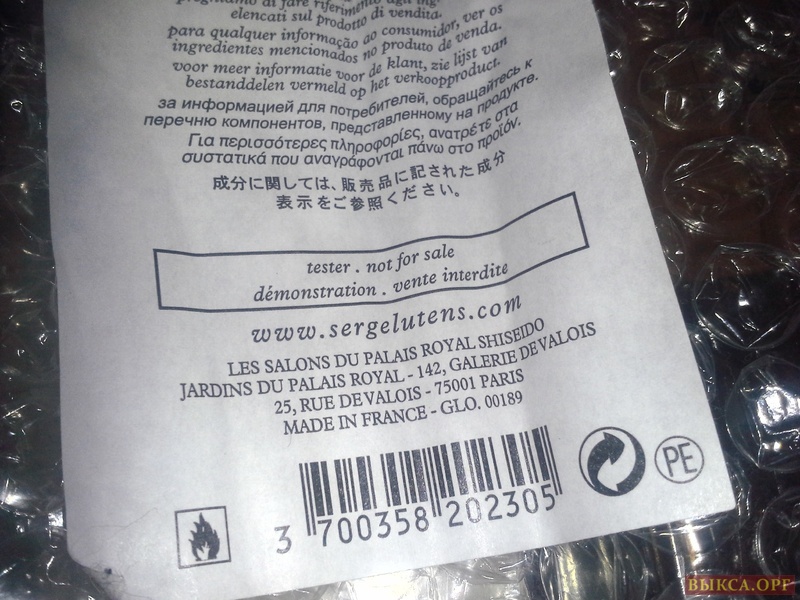 elencati sul prodotto di vendita.
para qualquer informação ao consumidor, ver os
ingredientes mencionados no produto de venda.
voor meer informatie voor de klant, zie lijst van
bestanddelen vermeld op het verkoopproduct.
за информацией для потребителей, обращайтесь к
перечню компонентов, представленному на продукте.
Για περισσότερες πληροφορίες, ανατρέτε στα
συστατικά που αναγράφονται πάνω στο προϊόν.
成分に関しては、販売品に記された成分
表示をご参照ください。
tester . not for sale
démonstration . vente interdite
www.sergelutens.com
LES SALONS DU PALAIS ROYAL SHISEIDO
JARDINS DU PALAIS ROYAL - 142, GALERIE DE VALOIS
25, RUE DE VALOIS - 75001 PARIS
MADE IN FRANCE - GLO. 00189
PE
3 700358 202305
ВЫКСА.РФ